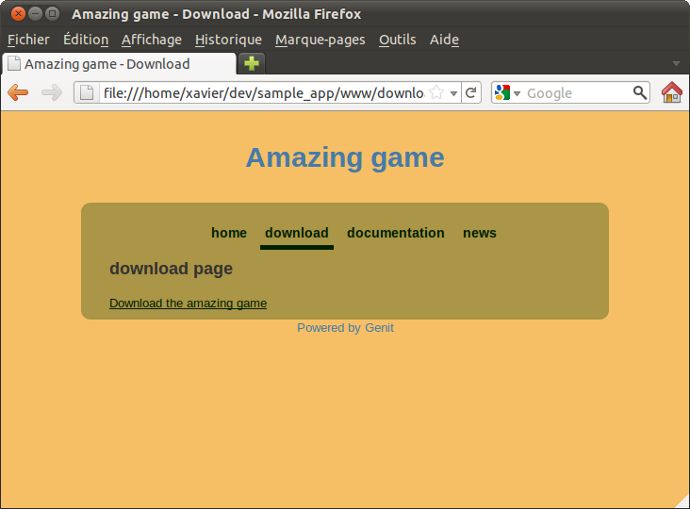 Amazing game - Download - Mozilla Firefox
Fichier Édition Affichage Historique Marque-pages Outils Aide
Amazing game - Download
file:///home/xavier/dev/sample_app/www/downlo Google
Amazing game
home download documentation news
download page
Download the amazing game
Powered by Genit